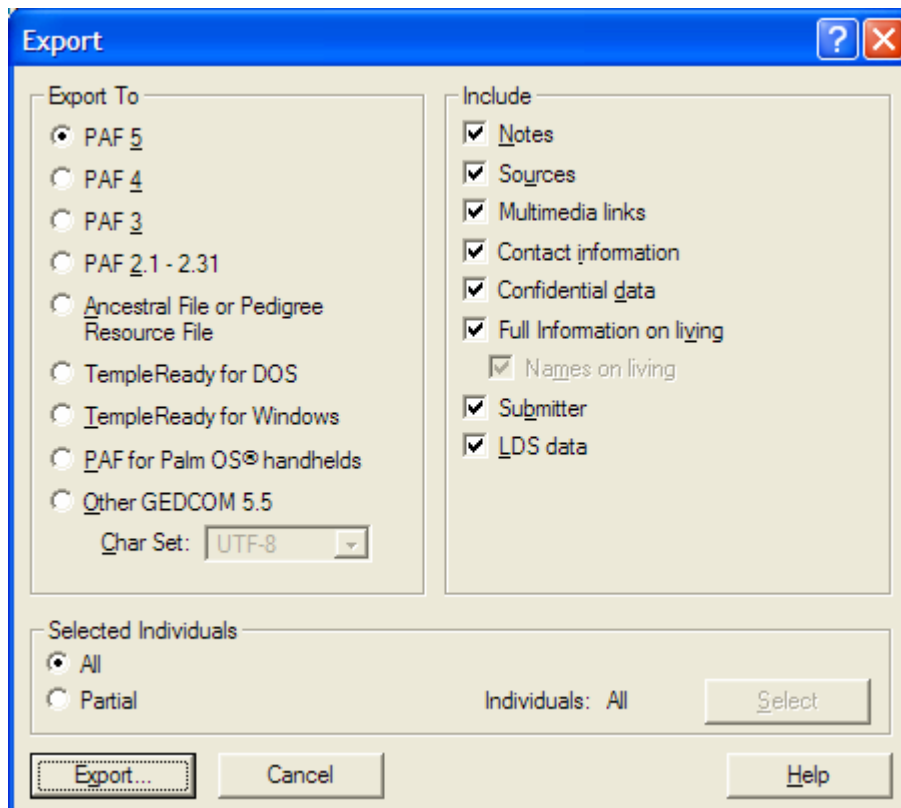 Export
Export To
PAF 5
PAF 4
PAF 3
PAF 2.1 - 2.31
Ancestral File or Pedigree
Resource File
TempleReady for DOS
TempleReady for Windows
PAF for Palm OS® handhelds
Other GEDCOM 5.5
Char Set: UTF-8
Include
Notes
Sources
Multimedia links
Contact information
Confidential data
Full Information on living
Names on living
Submitter
LDS data
Selected Individuals
All
Partial
Individuals: All
Select
Export...
Cancel
Help